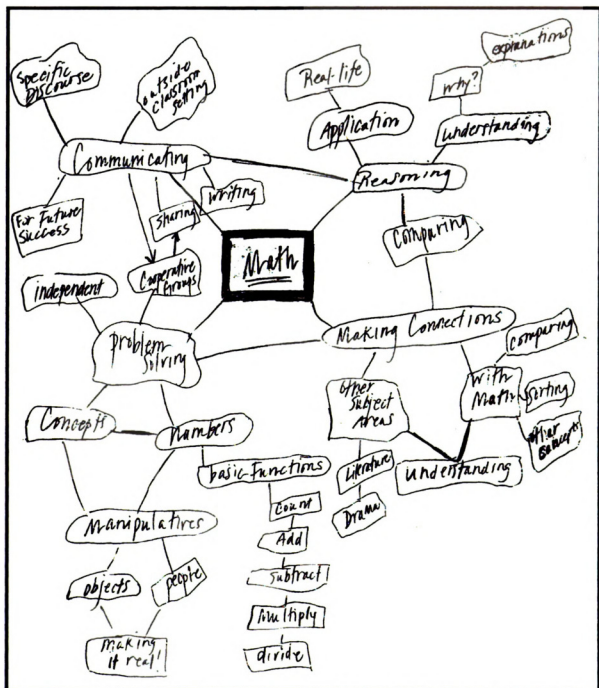 Specific
Discourse
outside
classroom
setting
Communicating
For Future
Success
sharing
writing
Cooperative
Groups
Real-life
Application
explanations
why?
understanding
Reasoning
Comparing
Math
independent
problem
solving
Making Connections
Comparing
With
Math
Sorting
other
concepts
Other
Subject
Areas
understanding
Literature
Drama
Concepts
Numbers
basic-Functions
Count
Add
Subtract
Multiply
divide
Manipulatives
objects
people
making
it real!